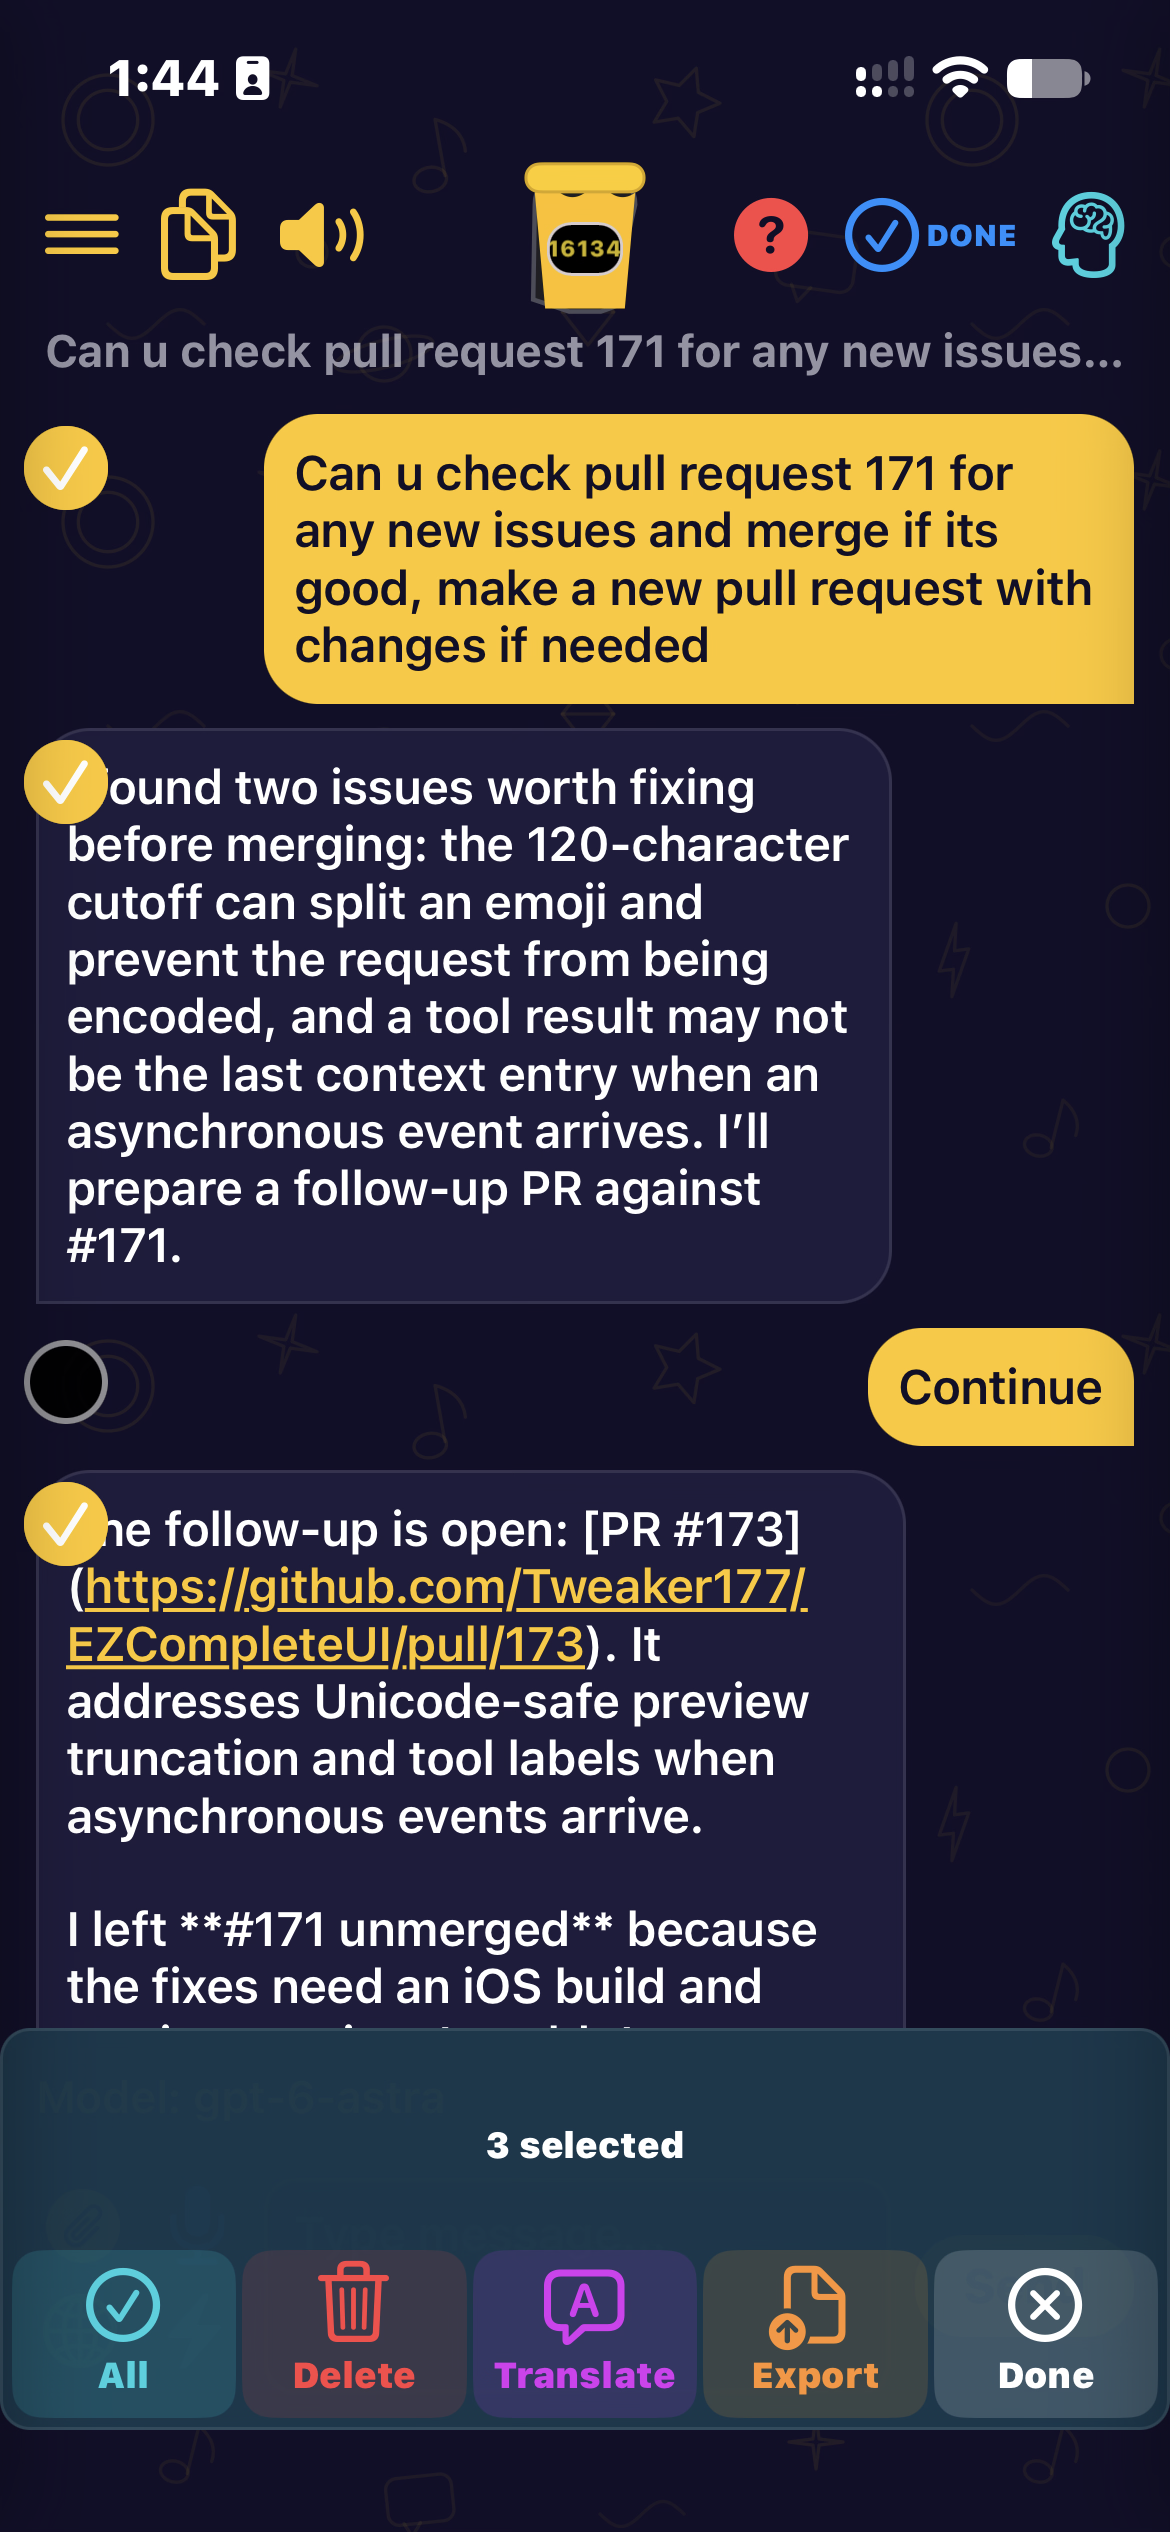 1:44
16134
?
DONE
Can u check pull request 171 for any new issues...
Can u check pull request 171 for
any new issues and merge if its
good, make a new pull request with
changes if needed
ound two issues worth fixing
before merging: the 120-character
cutoff can split an emoji and
prevent the request from being
encoded, and a tool result may not
be the last context entry when an
asynchronous event arrives. I’ll
prepare a follow-up PR against
#171.
Continue
he follow-up is open: [PR #173]
(https://github.com/Tweaker177/
EZCompleteUI/pull/173). It
addresses Unicode-safe preview
truncation and tool labels when
asynchronous events arrive.
I left **#171 unmerged** because
the fixes need an iOS build and
Model: gpt-6-astra
3 selected
Type message
A
All
Delete
Translate
Export
Done